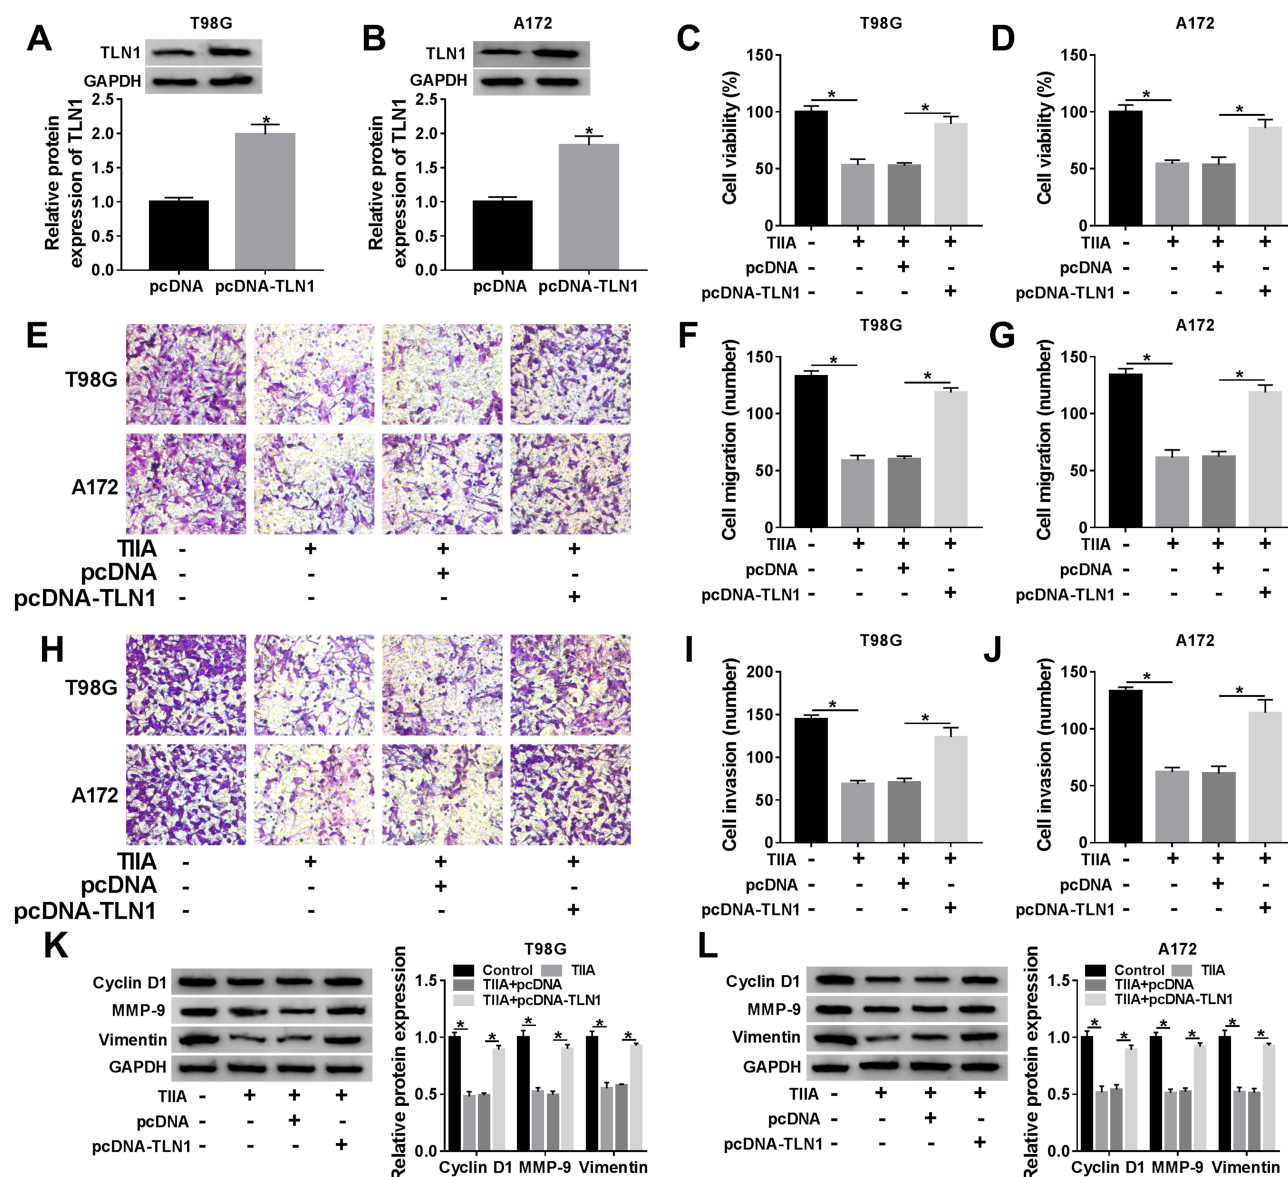 A
T98G
TLN1
GAPDH
Relative protein
expression of TLN1
2.5
2.0
1.5
1.0
0.5
0.0
*
pcDNA pcDNA-TLN1
B
A172
TLN1
GAPDH
Relative protein
expression of TLN1
2.5
2.0
1.5
1.0
0.5
0.0
*
pcDNA pcDNA-TLN1
C
T98G
Cell viability (%)
150
100
50
0
* *
TIIA - + + +
pcDNA - - + -
pcDNA-TLN1 - - - +
D
A172
Cell viability (%)
150
100
50
0
* *
TIIA - + + +
pcDNA - - + -
pcDNA-TLN1 - - - +
E
T98G
A172
TIIA - + + +
pcDNA - - + -
pcDNA-TLN1 - - - +
F
T98G
Cell migration (number)
150
100
50
0
* *
TIIA - + + +
pcDNA - - + -
pcDNA-TLN1 - - - +
G
A172
Cell migration (number)
150
100
50
0
* *
TIIA - + + +
pcDNA - - + -
pcDNA-TLN1 - - - +
H
T98G
A172
TIIA - + + +
pcDNA - - + -
pcDNA-TLN1 - - - +
I
T98G
Cell invasion (number)
200
150
100
50
0
* *
TIIA - + + +
pcDNA - - + -
pcDNA-TLN1 - - - +
J
A172
Cell invasion (number)
150
100
50
0
* *
TIIA - + + +
pcDNA - - + -
pcDNA-TLN1 - - - +
K
Cyclin D1
MMP-9
Vimentin
GAPDH
TIIA - + + +
pcDNA - - + -
pcDNA-TLN1 - - - +
T98G
Relative protein expression
1.5
1.0
0.5
0.0
Control TIIA
TIIA+pcDNA
TIIA+pcDNA-TLN1
* * * * * *
Cyclin D1 MMP-9 Vimentin
L
Cyclin D1
MMP-9
Vimentin
GAPDH
TIIA - + + +
pcDNA - - + -
pcDNA-TLN1 - - - +
A172
Relative protein expression
1.5
1.0
0.5
0.0
Control TIIA
TIIA+pcDNA
TIIA+pcDNA-TLN1
* * * * * *
Cyclin D1 MMP-9 Vimentin